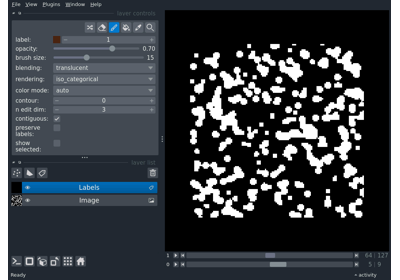 File View Plugins Window Help
layer controls
label: 1
opacity: 0.70
brush size: 15
blending: translucent
rendering: iso_categorical
color mode: auto
contour: 0
n edit dim: 3
contiguous:
preserve
labels:
show
selected:
layer list
Labels
Image
1 64 127
0 5 9
Ready
activity